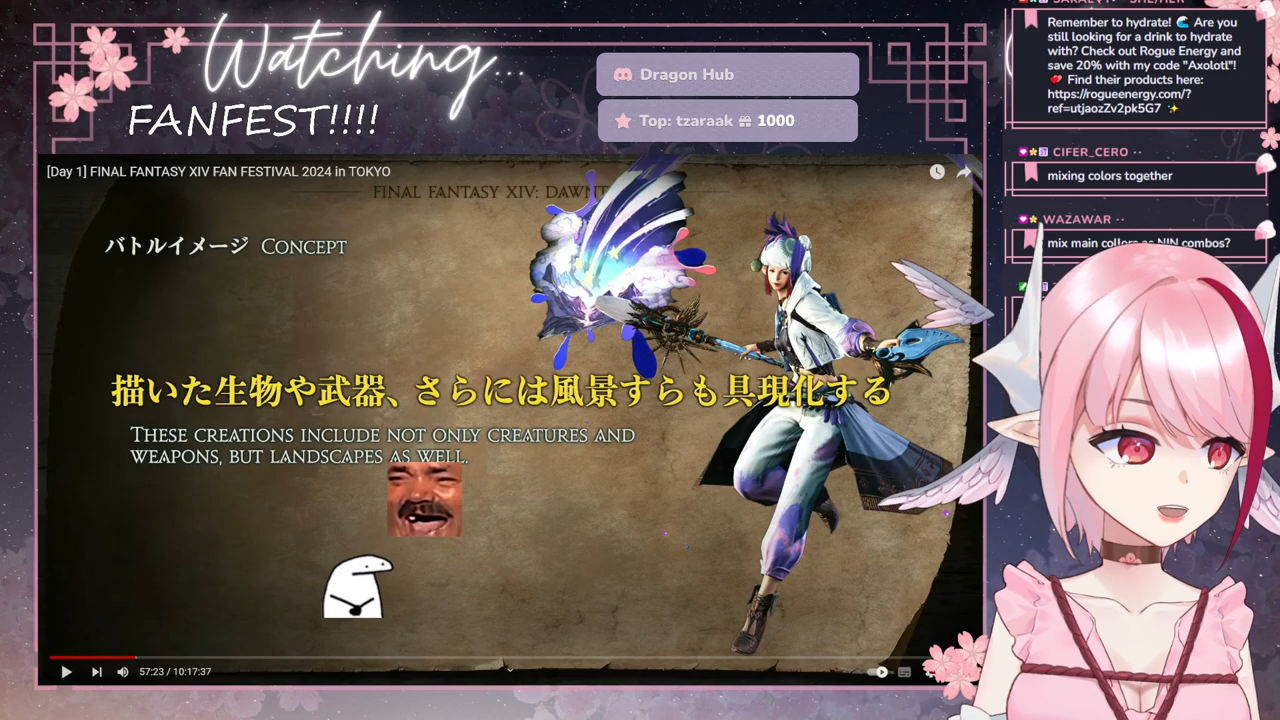 Watching...
FANFEST!!!!
Dragon Hub
Top: tzaraak 1000
[Day 1] FINAL FANTASY XIV FAN FESTIVAL 2024 in TOKYO
FINAL FANTASY XIV: DAWNT
バトルイメージ CONCEPT
描いた生物や武器、さらには風景すらも具現化する
THESE CREATIONS INCLUDE NOT ONLY CREATURES AND
WEAPONS, BUT LANDSCAPES AS WELL.
57:23 / 10:17:37
Remember to hydrate! 🌊 Are you
still looking for a drink to hydrate
with? Check out Rogue Energy and
save 20% with my code "Axolotl"!
Find their products here:
https://rogueenergy.com/?
ref=utjaozZv2pk5G7 ✨
CIFER_CERO
mixing colors together
WAZAWAR
mix main collors as NIN combos?